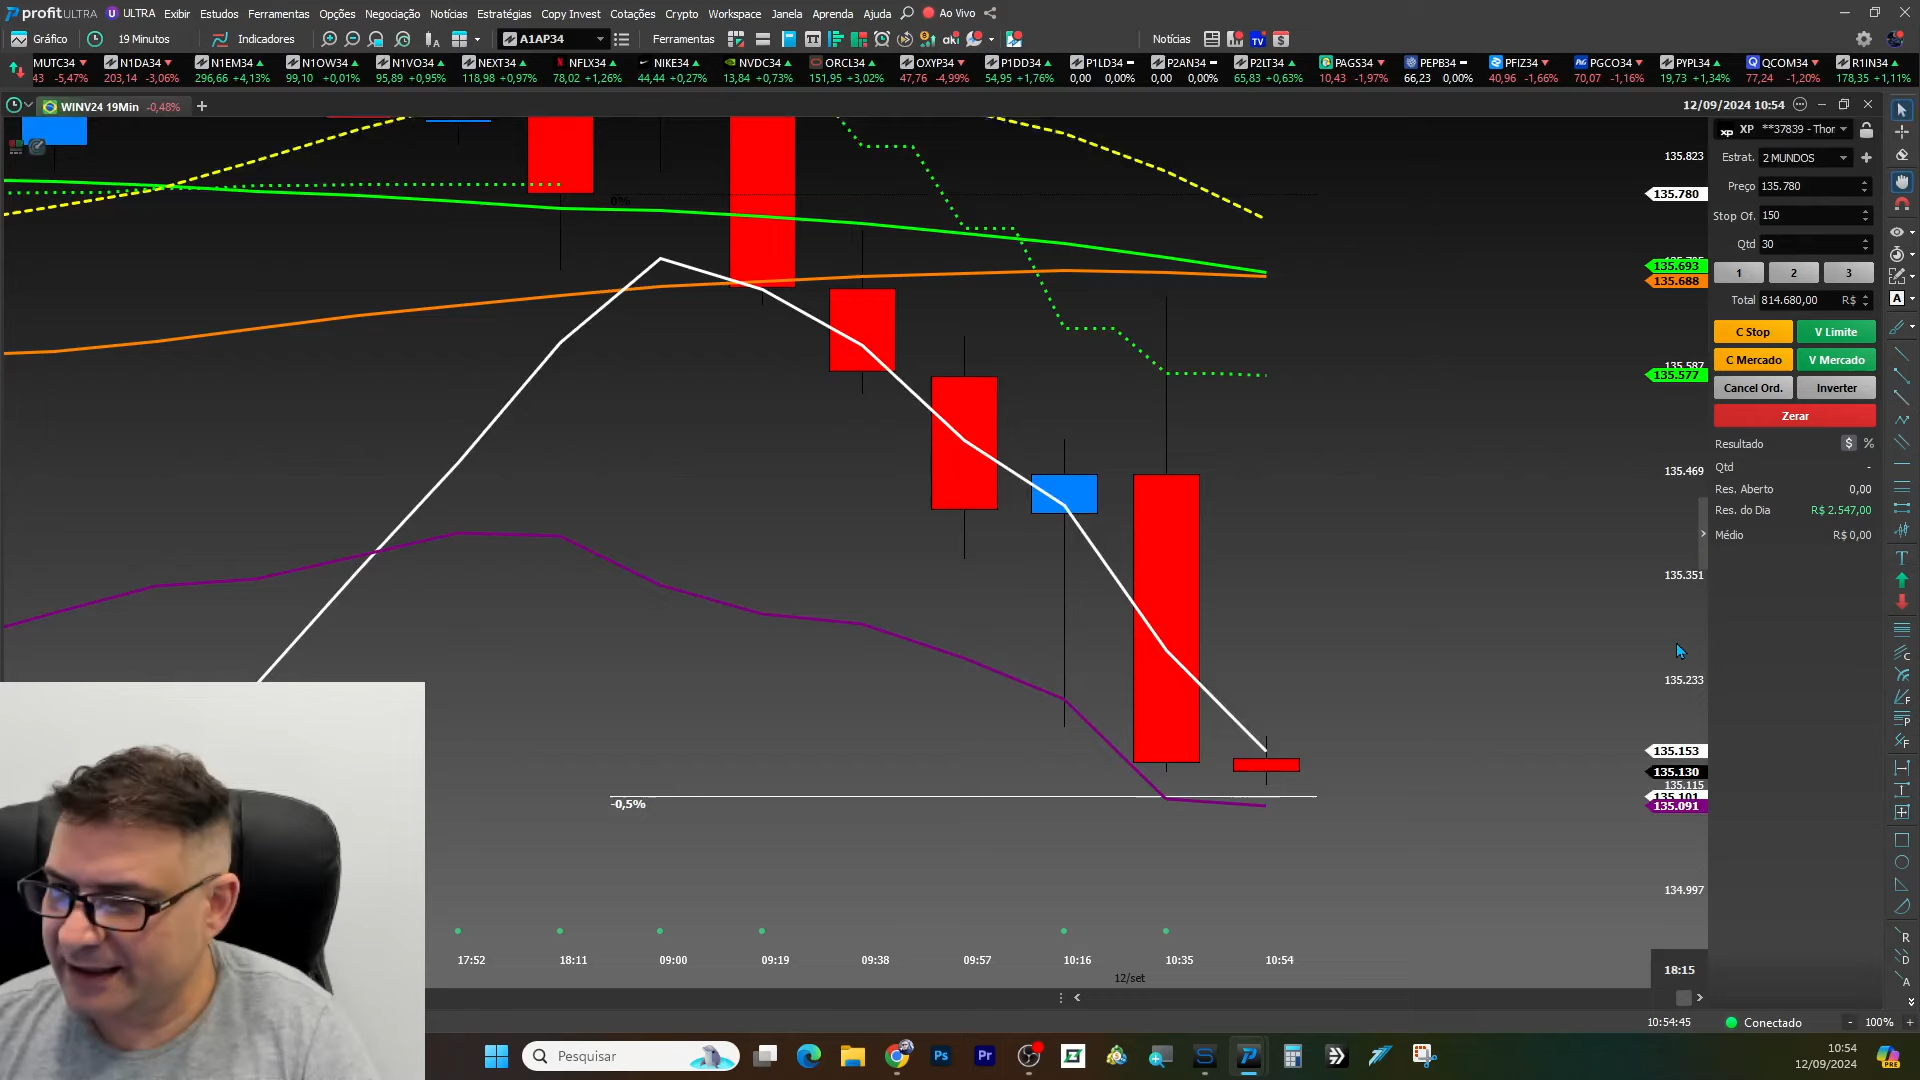 profitULTRA ULTRA Exibir Estudos Ferramentas Opções Negociação Notícias Estratégias Copy Invest Cotações Crypto Workspace Janela Aprenda Ajuda Ao Vivo
Gráfico 19 Minutos Indicadores A1AP34 Ferramentas Notícias
MUTC34 N1DA34 N1EM34 N1OW34 N1VO34 NEXT34 NFLX34 NIKE34 NVDC34 ORCL34 OXYP34 P1DD34 P1LD34 P2AN34 P2LT34 PAGS34 PEPB34 PFIZ34 PGCO34 PYPL34 QCOM34 R1IN34
43 -5,47% 203,14 -3,06% 296,66 +4,13% 99,10 +0,01% 95,89 +0,95% 118,98 +0,97% 78,02 +1,26% 44,44 +0,27% 13,84 +0,73% 151,95 +3,02% 47,76 -4,99% 54,95 +1,76% 0,00 0,00% 0,00 0,00% 65,83 +0,63% 10,43 -1,97% 66,23 0,00% 40,96 -1,66% 70,07 -1,16% 19,73 +1,34% 77,24 -1,20% 178,35 +1,11%
WINV24 19Min -0,48% + 12/09/2024 10:54
XP XP **37839 - Thor
135.823
Estrat. 2 MUNDOS
Preço 135.780
135.780
0%
Stop Of. 150
Qtd 30
135.693
1 2 3
135.688
Total 814.680,00 R$
C Stop V Limite
C Mercado V Mercado
135.587
135.577
Cancel Ord. Inverter
Zerar
Resultado $ %
135.469
Qtd -
Res. Aberto 0,00
Res. do Dia R$ 2.547,00
Médio R$ 0,00
135.351
135.233
135.153
135.130
135.115
135.101
-0,5%
135.091
134.997
17:52 18:11 09:00 09:19 09:38 09:57 10:16 10:35 10:54
12/set
18:15
10:54:45 Conectado - 100% +
Pesquisar
10:54
12/09/2024